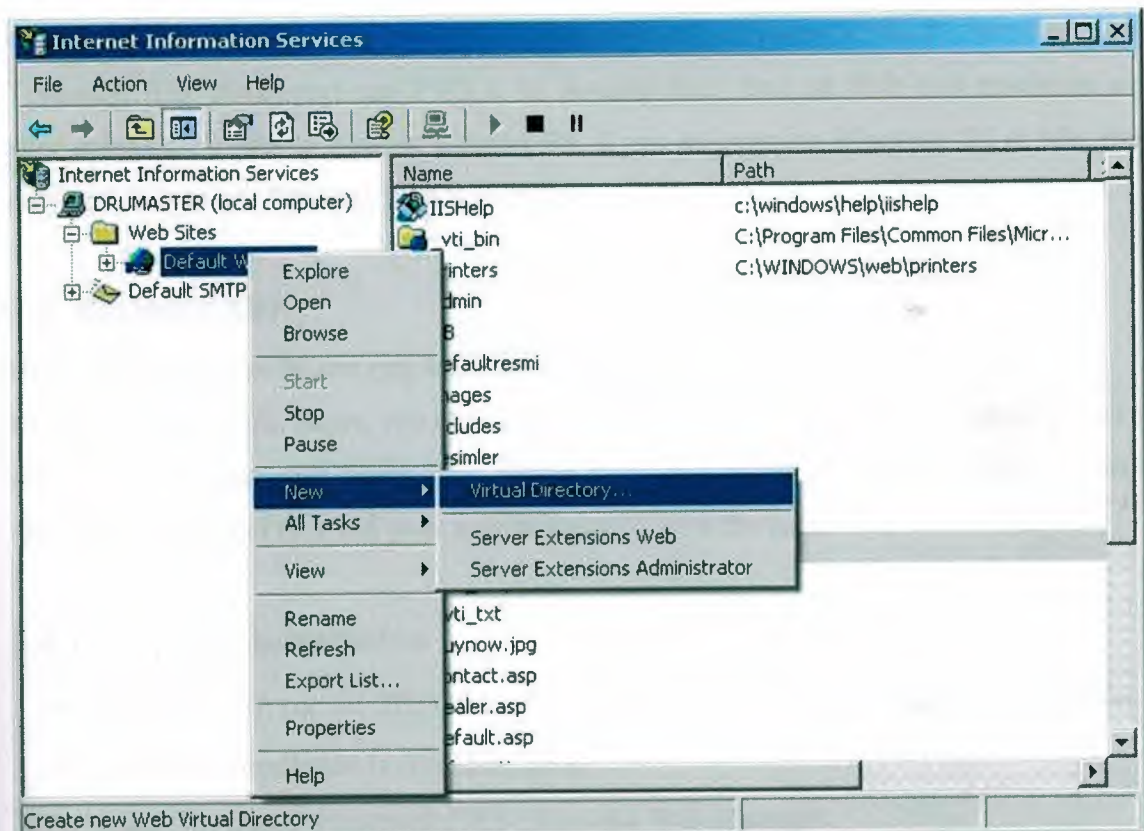 Internet Information Services
File Action View Help
Internet Information Services
DRUMASTER (local computer)
Web Sites
Default W
Default SMTP
Name Path
IISHelp c:\windows\help\iishelp
_vti_bin C:\Program Files\Common Files\Micr...
rinters C:\WINDOWS\web\printers
dmin
B
efaultresmi
ages
cludes
simler
vti_txt
uynow.jpg
ntact.asp
ealer.asp
efault.asp
Explore
Open
Browse
Start
Stop
Pause
New
All Tasks
View
Rename
Refresh
Export List...
Properties
Help
Virtual Directory...
Server Extensions Web
Server Extensions Administrator
Create new Web Virtual Directory